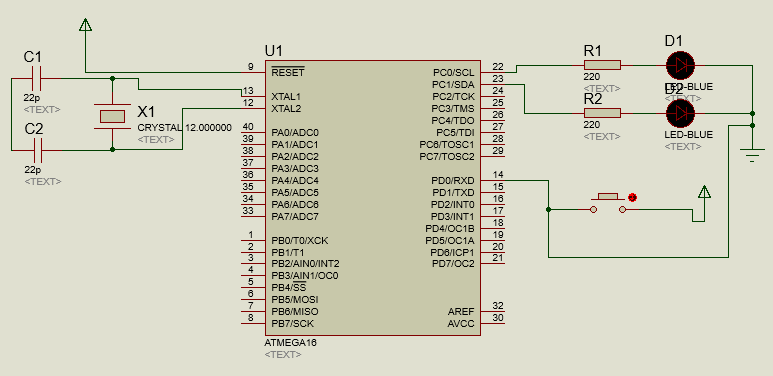 C1
22p
<TEXT>
C2
22p
<TEXT>
X1
CRYSTAL 12.000000
<TEXT>
U1
9 RESET
13 XTAL1
12 XTAL2
40 PA0/ADC0
39 PA1/ADC1
38 PA2/ADC2
37 PA3/ADC3
36 PA4/ADC4
35 PA5/ADC5
34 PA6/ADC6
33 PA7/ADC7
1 PB0/T0/XCK
2 PB1/T1
3 PB2/AIN0/INT2
4 PB3/AIN1/OC0
5 PB4/SS
6 PB5/MOSI
7 PB6/MISO
8 PB7/SCK
PC0/SCL 22
PC1/SDA 23
PC2/TCK 24
PC3/TMS 25
PC4/TDO 26
PC5/TDI 27
PC6/TOSC1 28
PC7/TOSC2 29
PD0/RXD 14
PD1/TXD 15
PD2/INT0 16
PD3/INT1 17
PD4/OC1B 18
PD5/OC1A 19
PD6/ICP1 20
PD7/OC2 21
AREF 32
AVCC 30
ATMEGA16
<TEXT>
R1
220
<TEXT>
D1
LED-BLUE
<TEXT>
R2
220
<TEXT>
D2
LED-BLUE
<TEXT>